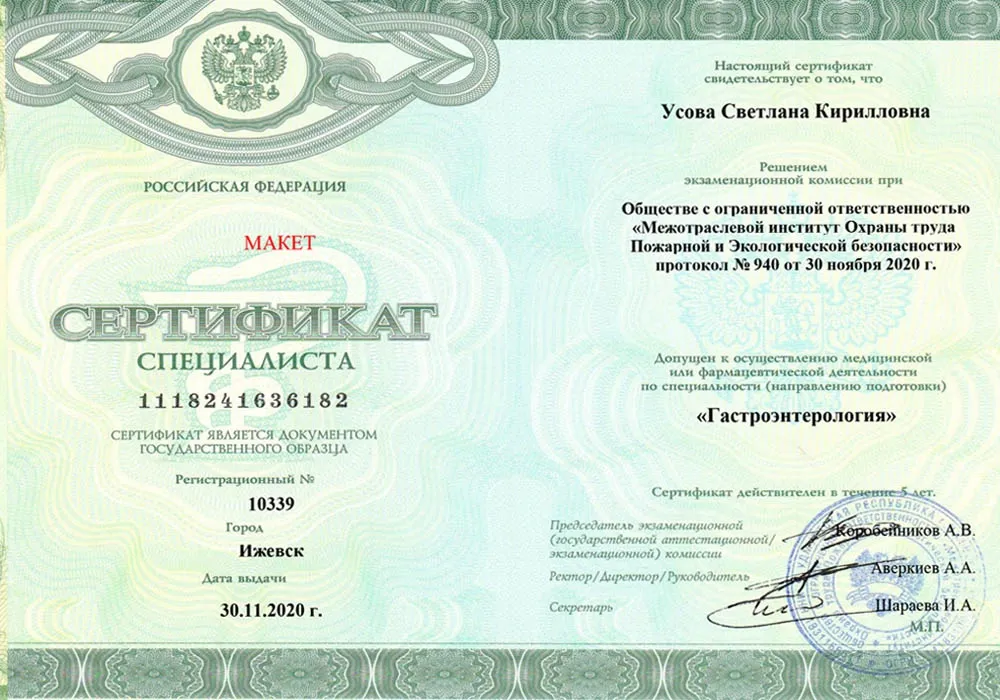 РОССИЙСКАЯ ФЕДЕРАЦИЯ
МАКЕТ
СЕРТИФИКАТ
СПЕЦИАЛИСТА
1118241636182
СЕРТИФИКАТ ЯВЛЯЕТСЯ ДОКУМЕНТОМ
ГОСУДАРСТВЕННОГО ОБРАЗЦА
Регистрационный №
10339
Город
Ижевск
Дата выдачи
30.11.2020 г.
Настоящий сертификат
свидетельствует о том, что
Усова Светлана Кирилловна
Решением
экзаменационной комиссии при
Обществе с ограниченной ответственностью
«Межотраслевой институт Охраны труда
Пожарной и Экологической безопасности»
протокол № 940 от 30 ноября 2020 г.
Допущен к осуществлению медицинской
или фармацевтической деятельности
по специальности (направлению подготовки)
«Гастроэнтерология»
Сертификат действителен в течение 5 лет.
Председатель экзаменационной
(государственной аттестационной/
экзаменационной) комиссии
Коробейников А.В.
Ректор/Директор/Руководитель
Аверкиев А.А.
Секретарь
Шараева И.А.
М.П.